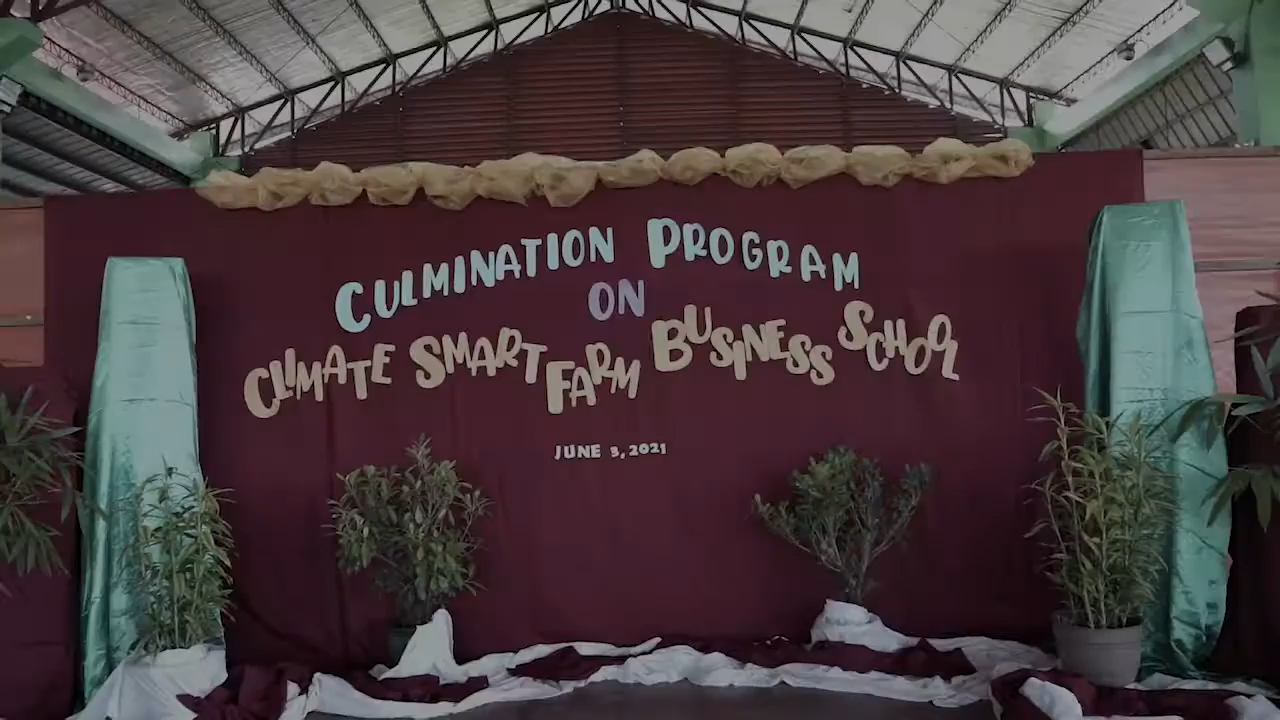 CULMINATION PROGRAM
ON
CLIMATE SMART FARM BUSINESS SCHOOL
JUNE 3, 2021